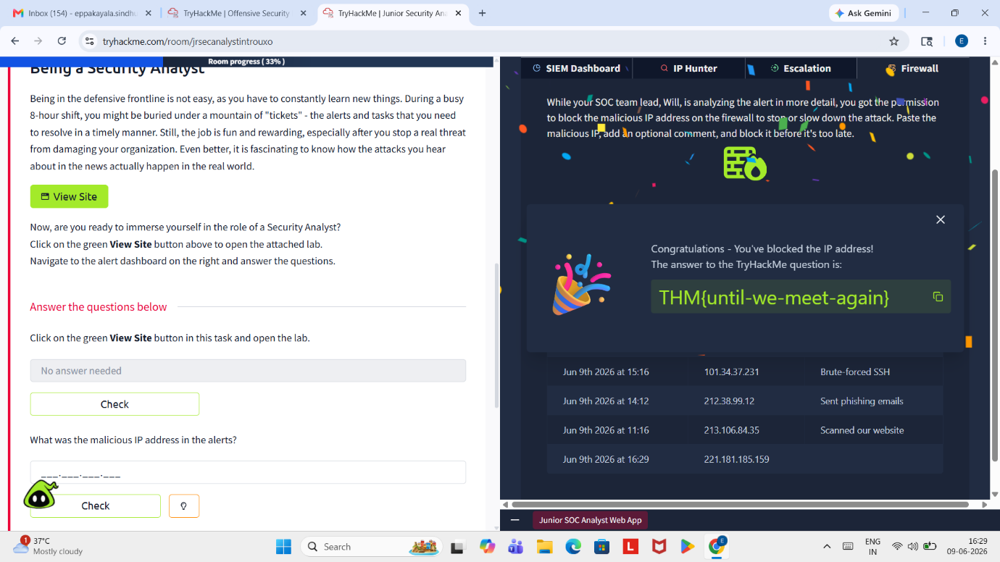 Inbox (154) - eppakayala.sindhu
TryHackMe | Offensive Security
TryHackMe | Junior Security Ana
Ask Gemini
tryhackme.com/room/jrsecanalystintrouxo
E
Room progress ( 33% )
Being a Security Analyst
Being in the defensive frontline is not easy, as you have to constantly learn new things. During a busy
8-hour shift, you might be buried under a mountain of "tickets" - the alerts and tasks that you need
to resolve in a timely manner. Still, the job is fun and rewarding, especially after you stop a real threat
from damaging your organization. Even better, it is fascinating to know how the attacks you hear
about in the news actually happen in the real world.
View Site
Now, are you ready to immerse yourself in the role of a Security Analyst?
Click on the green View Site button above to open the attached lab.
Navigate to the alert dashboard on the right and answer the questions.
Answer the questions below
Click on the green View Site button in this task and open the lab.
No answer needed
Check
What was the malicious IP address in the alerts?
___.___.___.___
Check
SIEM Dashboard
IP Hunter
Escalation
Firewall
While your SOC team lead, Will, is analyzing the alert in more detail, you got the permission
to block the malicious IP address on the firewall to stop or slow down the attack. Paste the
malicious IP, add an optional comment, and block it before it's too late.
Congratulations - You've blocked the IP address!
The answer to the TryHackMe question is:
THM{until-we-meet-again}
Jun 9th 2026 at 15:16 101.34.37.231 Brute-forced SSH
Jun 9th 2026 at 14:12 212.38.99.12 Sent phishing emails
Jun 9th 2026 at 11:16 213.106.84.35 Scanned our website
Jun 9th 2026 at 16:29 221.181.185.159
Junior SOC Analyst Web App
1
37°C
Mostly cloudy
Search
L
E
ENG
IN
16:29
09-06-2026